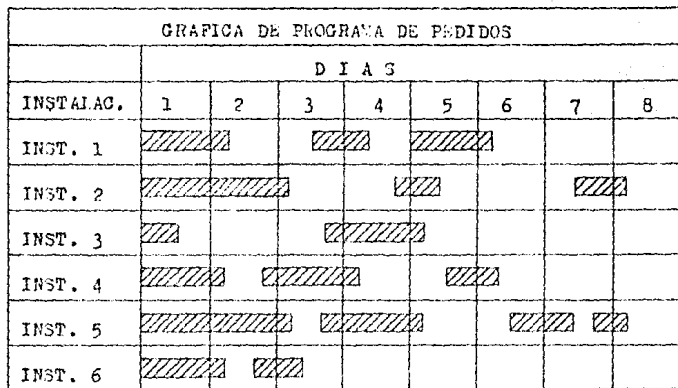 GRAFICA DE PROGRAMA DE PEDIDOS
D I A S
INSTALAC. 1 2 3 4 5 6 7 8
INST. 1
INST. 2
INST. 3
INST. 4
INST. 5
INST. 6